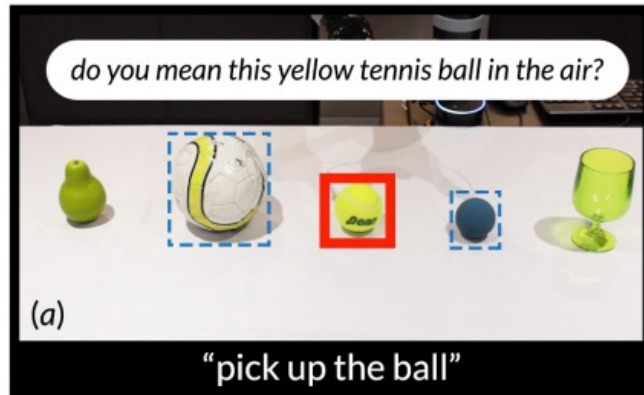 do you mean this yellow tennis ball in the air?
(a)
“pick up the ball”